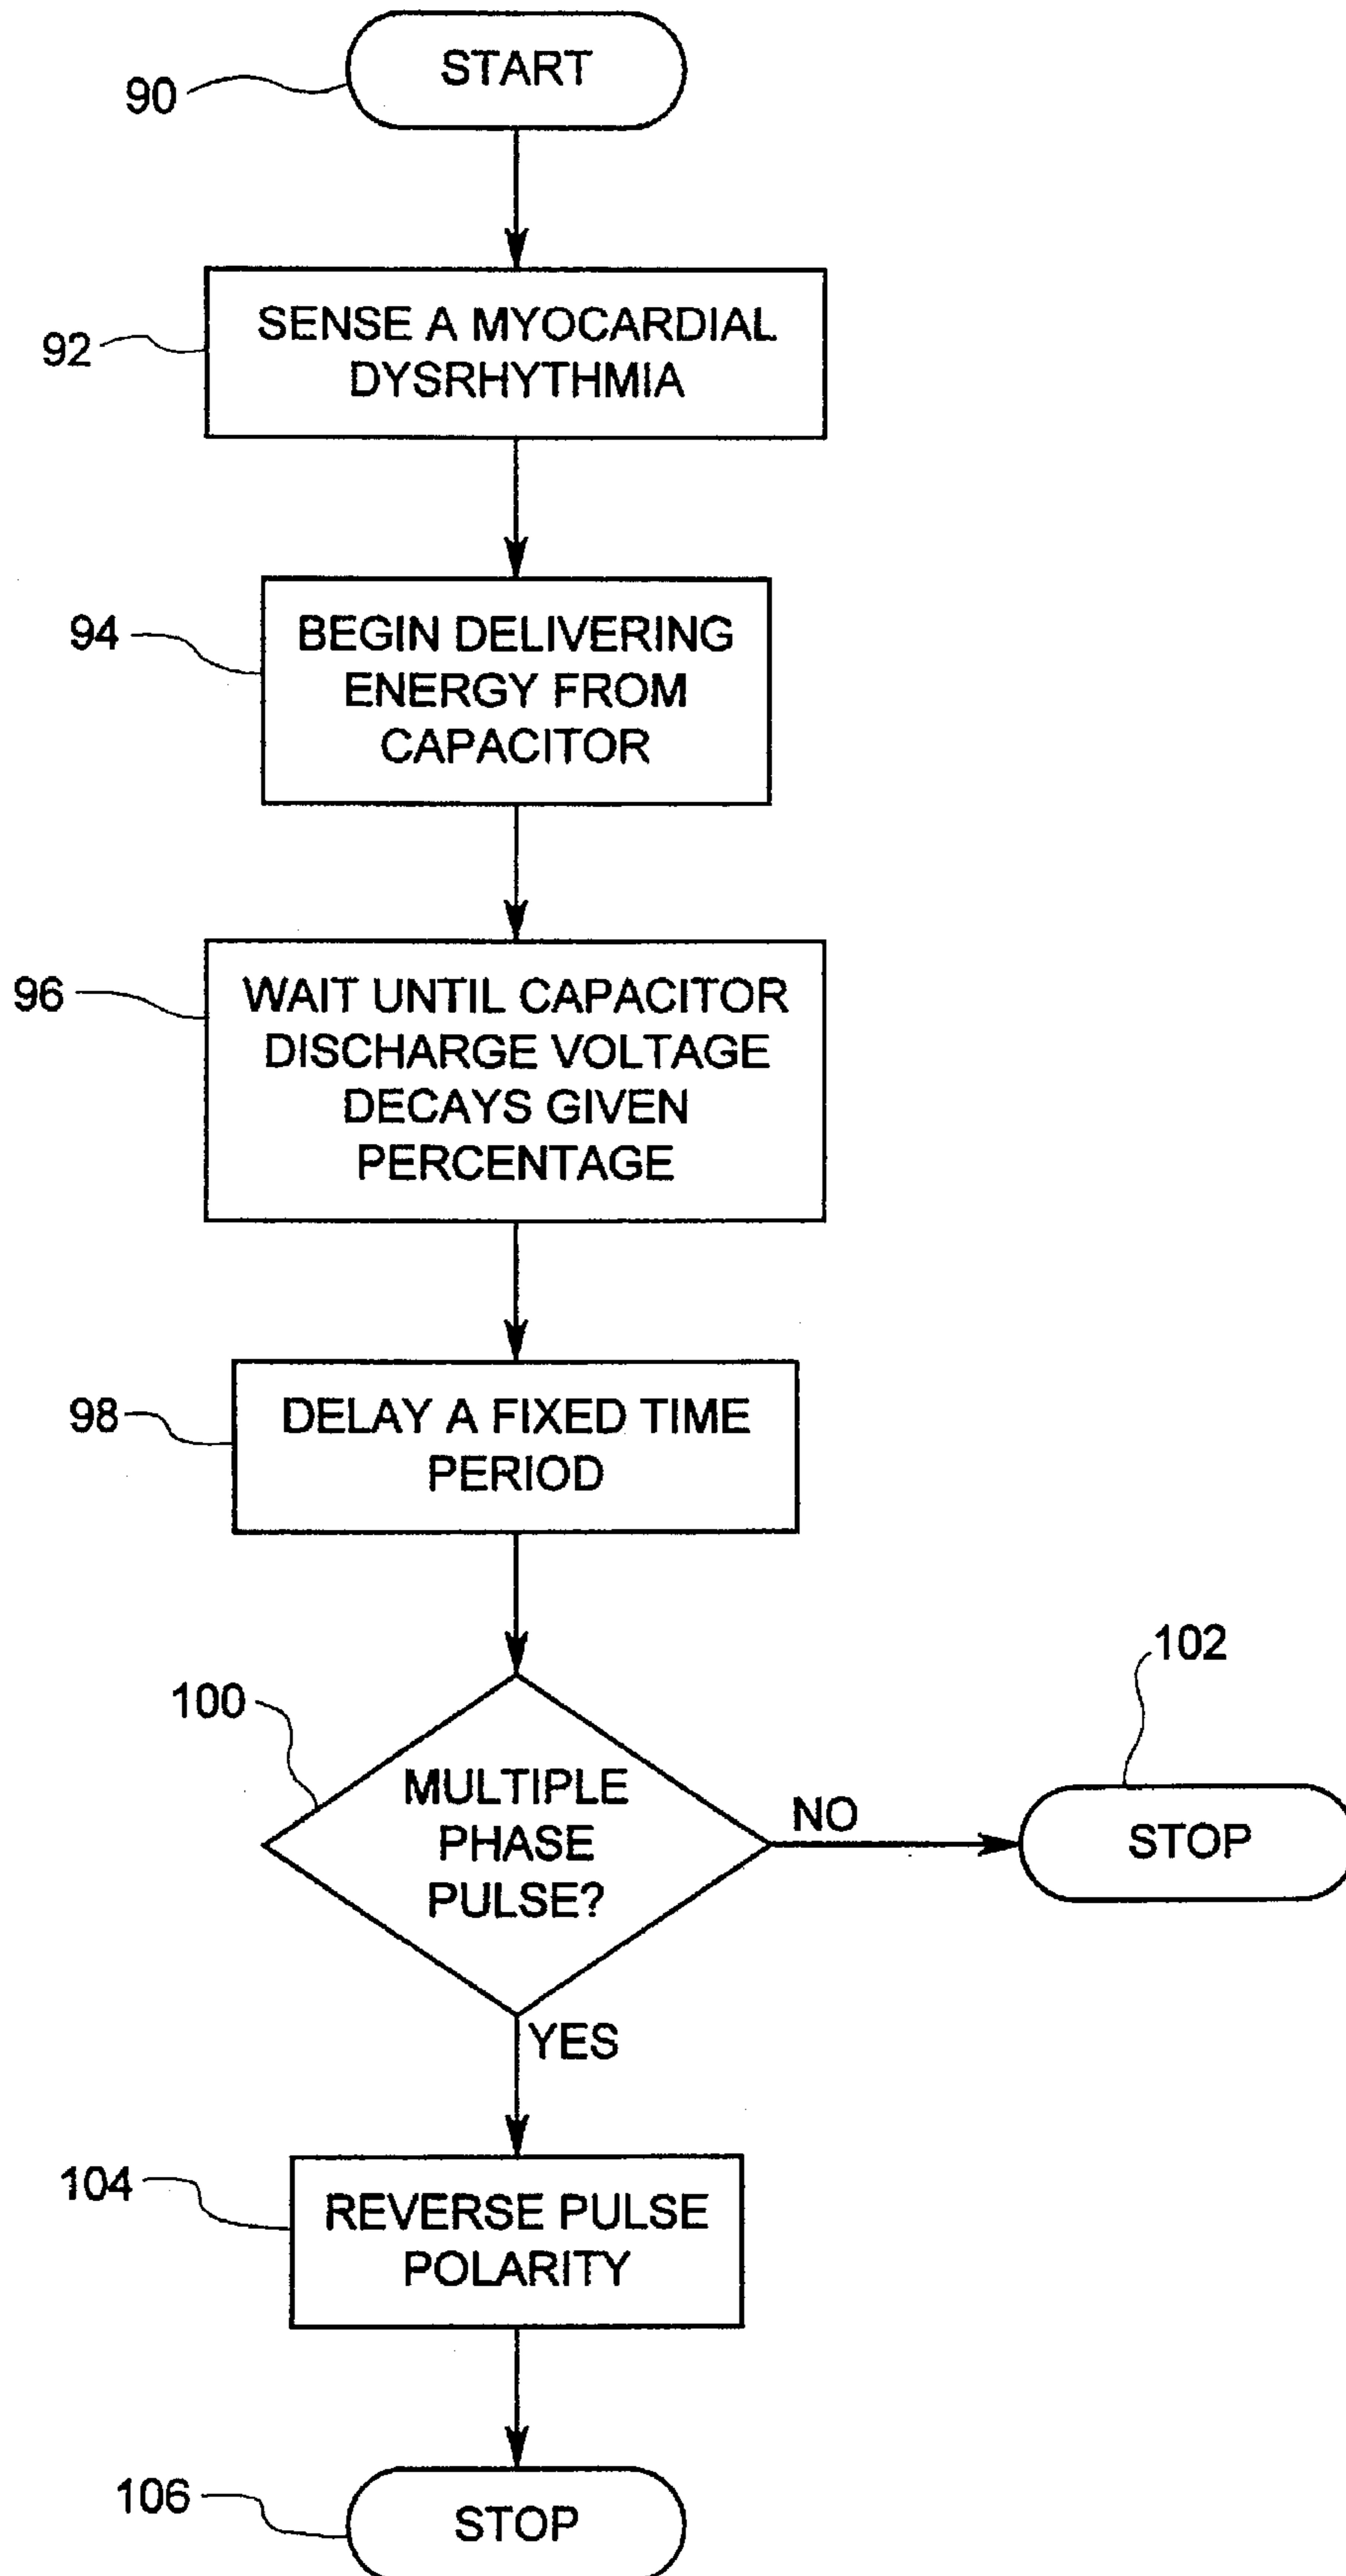 START
90
SENSE A MYOCARDIAL
DYSRHYTHMIA
92
BEGIN DELIVERING
ENERGY FROM
CAPACITOR
94
WAIT UNTIL CAPACITOR
DISCHARGE VOLTAGE
DECAYS GIVEN
PERCENTAGE
96
DELAY A FIXED TIME
PERIOD
98
100
MULTIPLE
PHASE
PULSE?
NO
102
STOP
YES
104
REVERSE PULSE
POLARITY
106
STOP